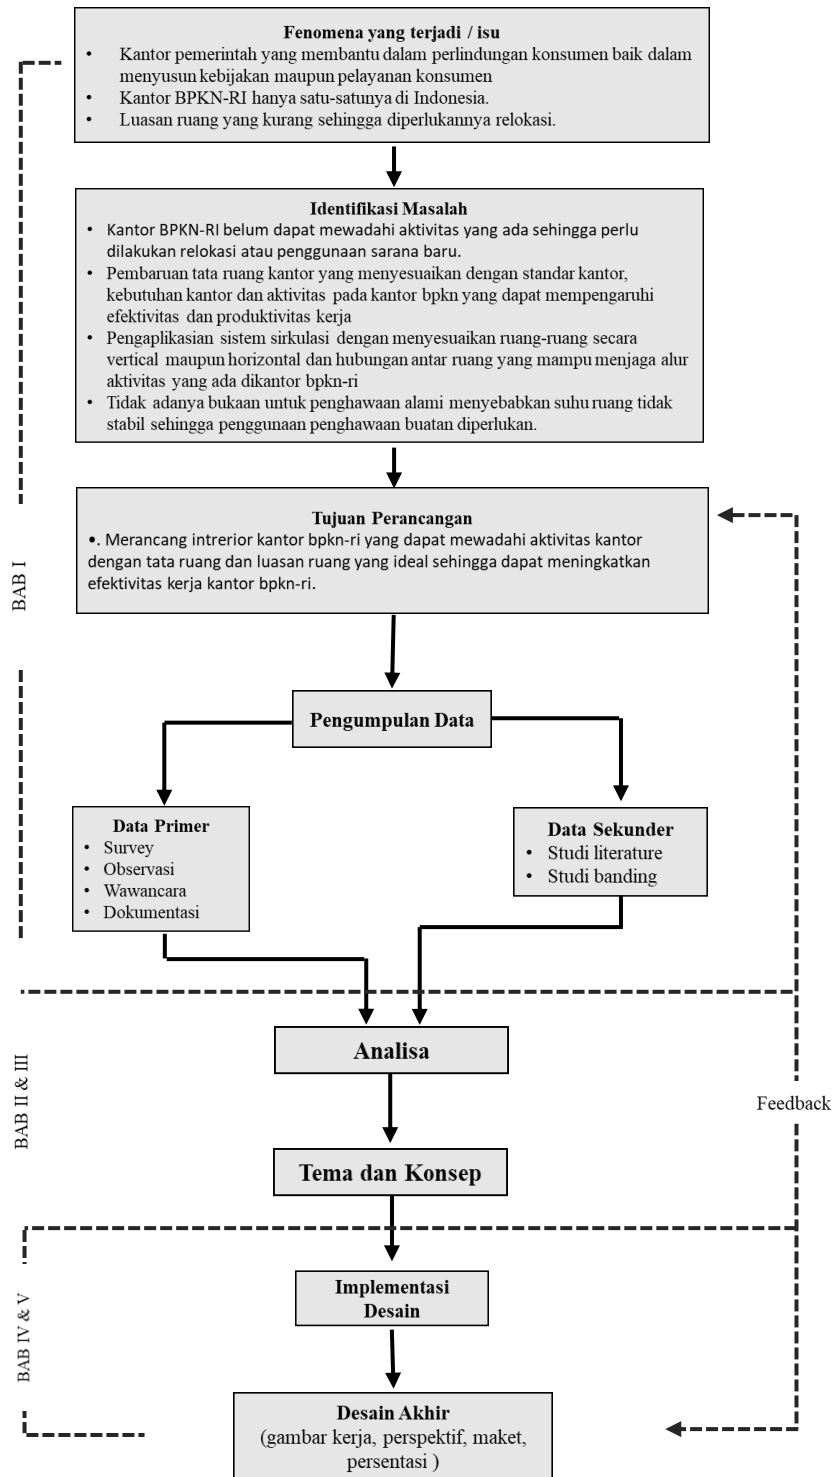 Fenomena yang terjadi / isu
• Kantor pemerintah yang membantu dalam perlindungan konsumen baik dalam
menyusun kebijakan maupun pelayanan konsumen
• Kantor BPKN-RI hanya satu-satunya di Indonesia.
• Luasan ruang yang kurang sehingga diperlukannya relokasi.
Identifikasi Masalah
• Kantor BPKN-RI belum dapat mewadahi aktivitas yang ada sehingga perlu
dilakukan relokasi atau penggunaan sarana baru.
• Pembaruan tata ruang kantor yang menyesuaikan dengan standar kantor,
kebutuhan kantor dan aktivitas pada kantor bpkn yang dapat mempengaruhi
efektivitas dan produktivitas kerja
• Pengaplikasian sistem sirkulasi dengan menyesuaikan ruang-ruang secara
vertical maupun horizontal dan hubungan antar ruang yang mampu menjaga alur
aktivitas yang ada dikantor bpkn-ri
• Tidak adanya bukaan untuk penghawaan alami menyebabkan suhu ruang tidak
stabil sehingga penggunaan penghawaan buatan diperlukan.
Tujuan Perancangan
•. Merancang intrerior kantor bpkn-ri yang dapat mewadahi aktivitas kantor
dengan tata ruang dan luasan ruang yang ideal sehingga dapat meningkatkan
efektivitas kerja kantor bpkn-ri.
BAB I
Pengumpulan Data
Data Primer
• Survey
• Observasi
• Wawancara
• Dokumentasi
Data Sekunder
• Studi literature
• Studi banding
Analisa
BAB II & III
Feedback
Tema dan Konsep
Implementasi
Desain
BAB IV & V
Desain Akhir
(gambar kerja, perspektif, maket,
persentasi )